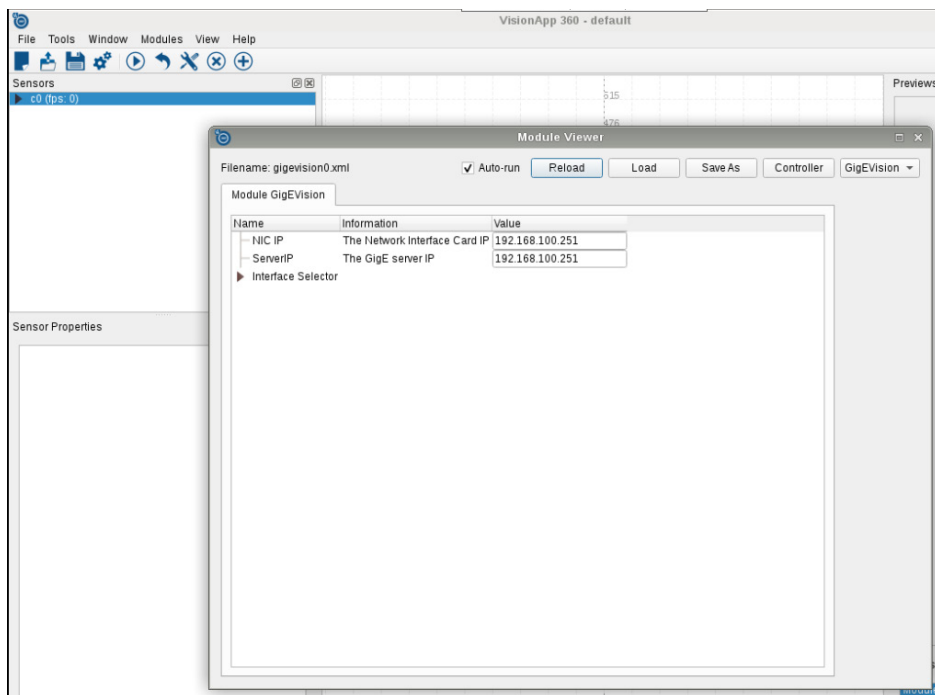 VisionApp 360 - default
File Tools Window Modules View Help
Sensors
Previews
c0 (fps: 0)
515
476
Module Viewer
Filename: gigevision0.xml Auto-run Reload Load Save As Controller GigEVision
Module GigEVision
Name Information Value
NIC IP The Network Interface Card IP 192.168.100.251
ServerIP The GigE server IP 192.168.100.251
Interface Selector
Sensor Properties